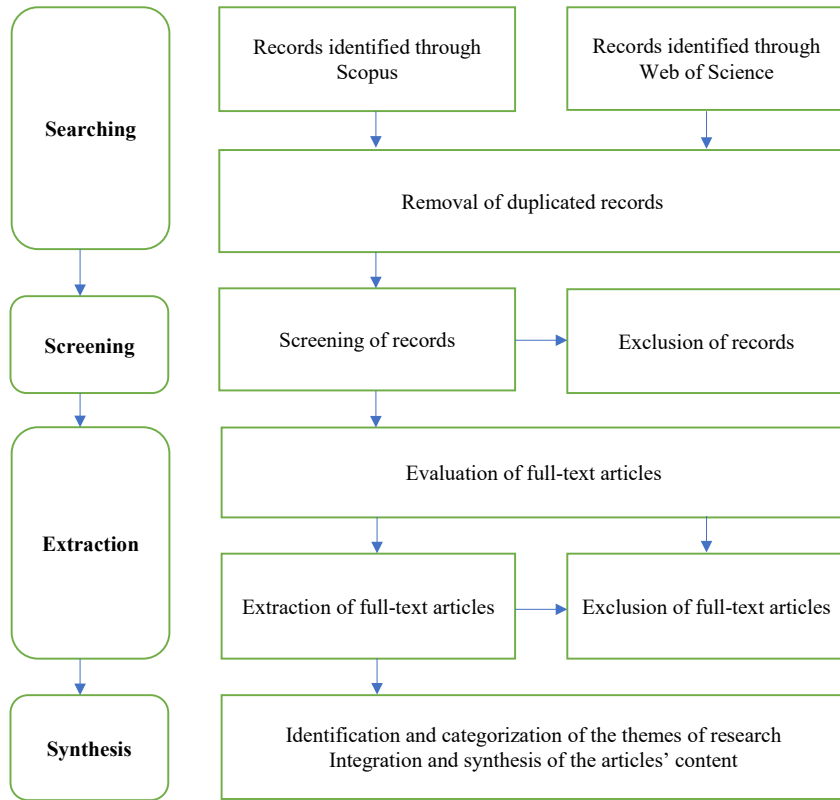 Records identified through
Scopus
Records identified through
Web of Science
Searching
Removal of duplicated records
Screening
Screening of records
Exclusion of records
Evaluation of full-text articles
Extraction
Extraction of full-text articles
Exclusion of full-text articles
Synthesis
Identification and categorization of the themes of research
Integration and synthesis of the articles’ content